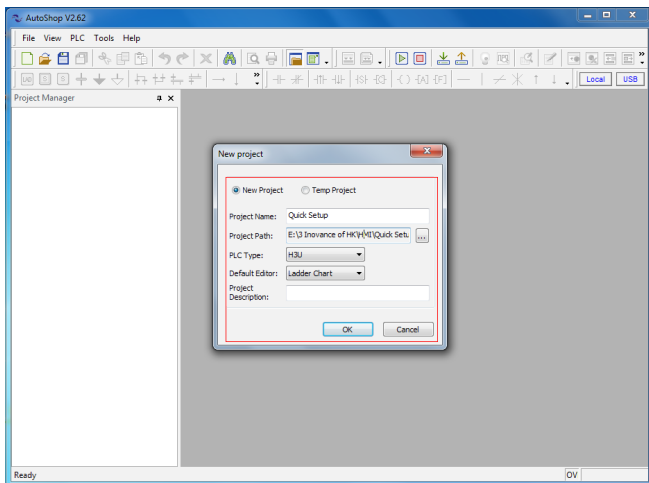 AutoShop V2.62
File View PLC Tools Help
Local USB
Project Manager
New project
New Project Temp Project
Project Name: Quick Setup
Project Path: E:\3 Inovance of HK\HMI\Quick Setu ...
PLC Type: H3U
Default Editor: Ladder Chart
Project
Description:
OK Cancel
Ready OV